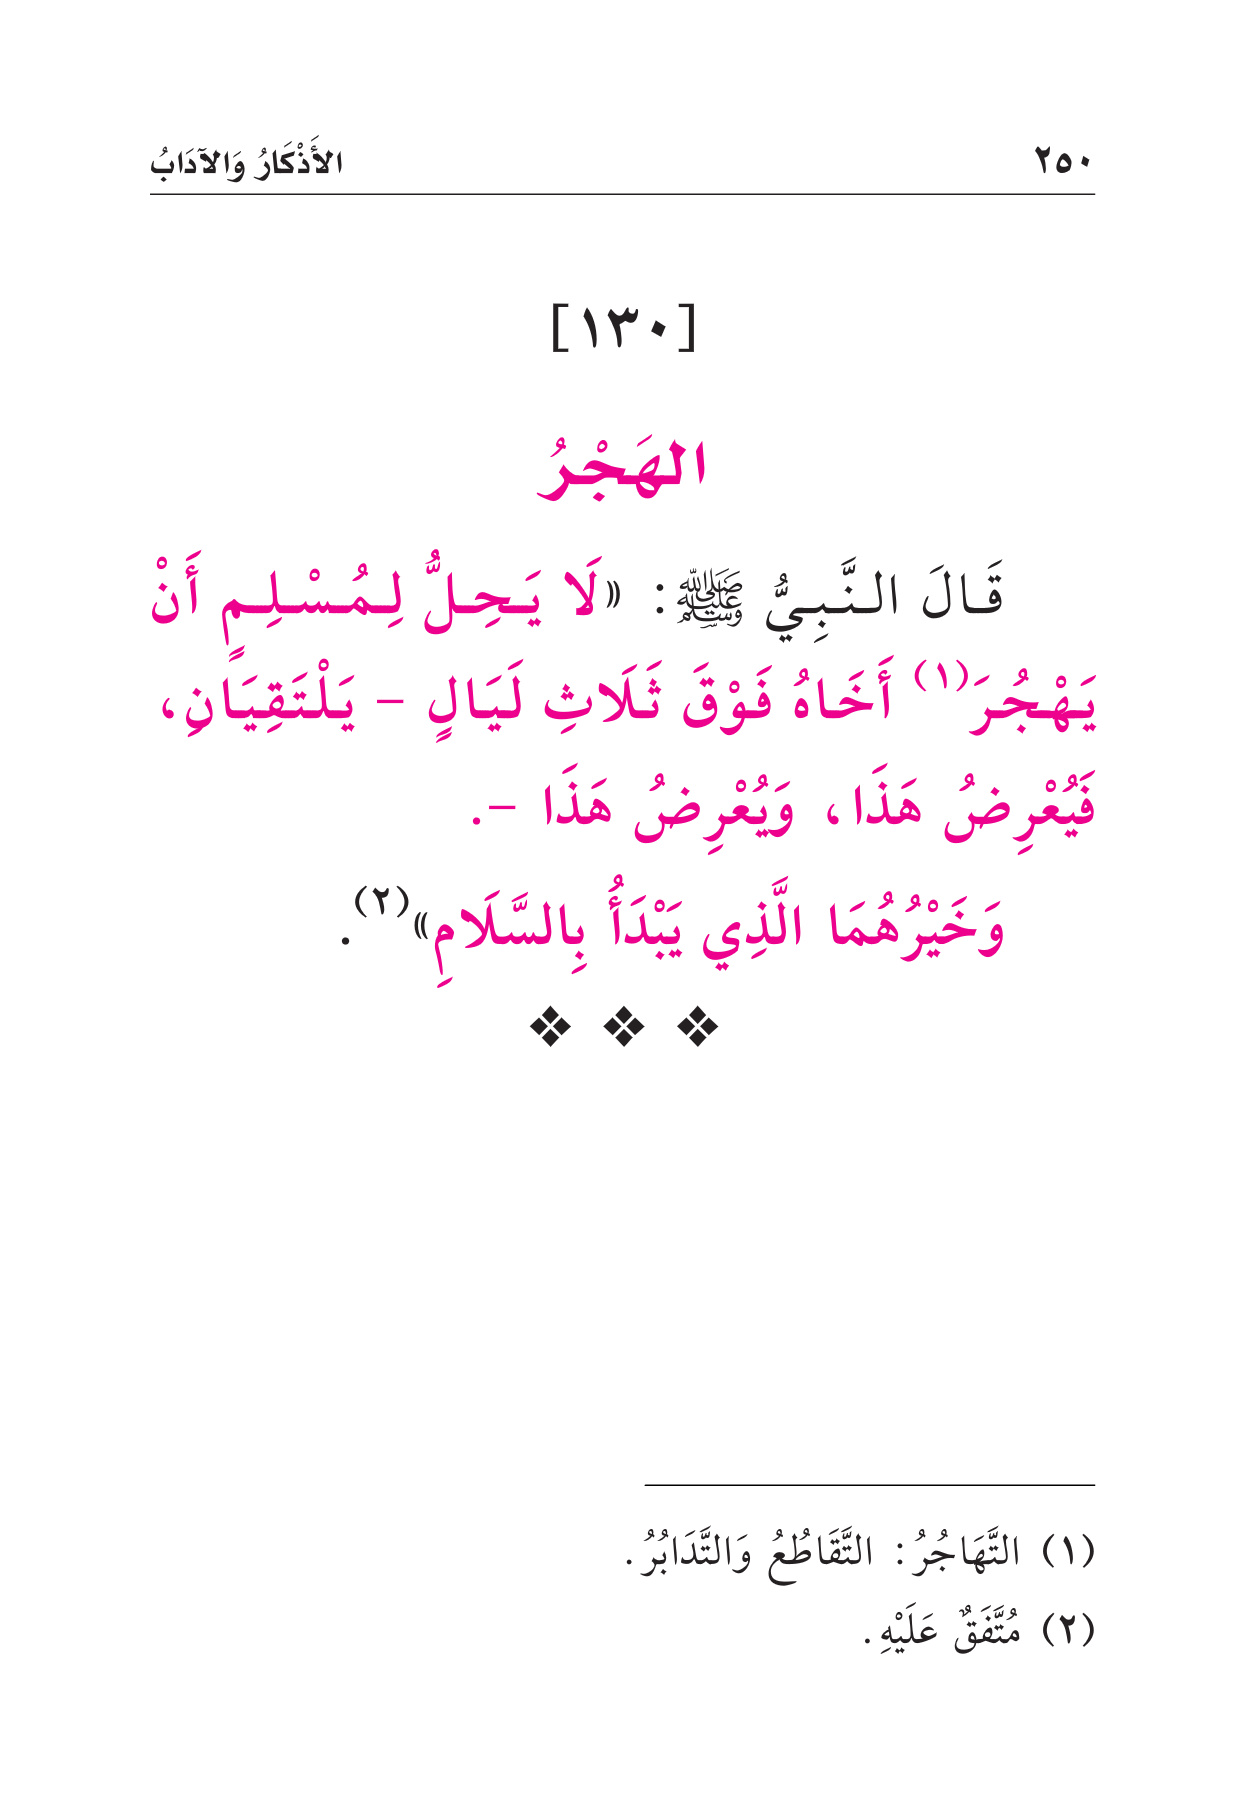 ٢٥٠ الأَذْكَارُ وَالآدَابُ
[١٣٠]
الهَجْرُ
قَالَ النَّبِيُّ ﷺ: «لَا يَحِلُّ لِمُسْلِمٍ أَنْ
يَهْجُرَ(١) أَخَاهُ فَوْقَ ثَلَاثِ لَيَالٍ - يَلْتَقِيَانِ،
فَيُعْرِضُ هَذَا، وَيُعْرِضُ هَذَا -.
وَخَيْرُهُمَا الَّذِي يَبْدَأُ بِالسَّلَامِ»(٢).
(١) التَّهَاجُرُ: التَّقَاطُعُ وَالتَّدَابُرُ.
(٢) مُتَّفَقٌ عَلَيْهِ.